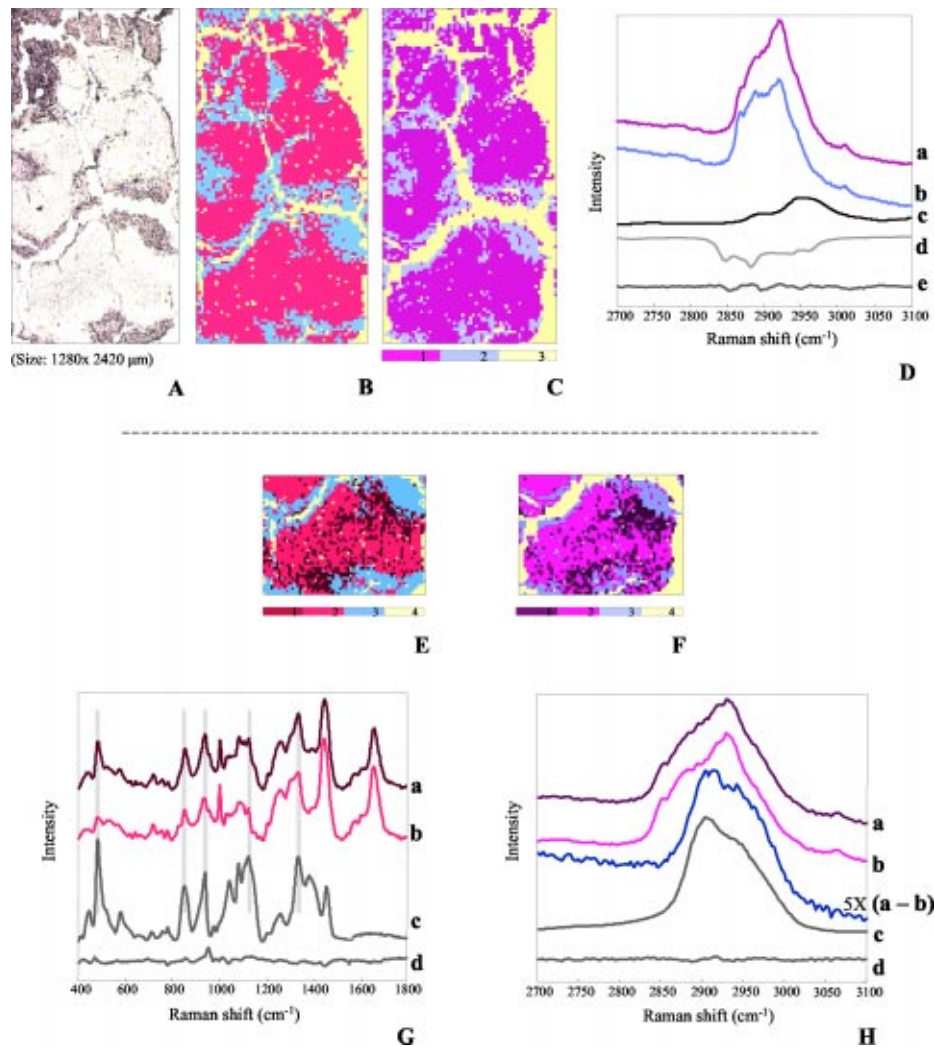 Intensity
a
b
c
d
e
2700 2750 2800 2850 2900 2950 3000 3050 3100
Raman shift (cm⁻¹)
(Size: 1280x 2420 µm)
1 2 3
A
B
C
D
1 2 3 4
1 2 3 4
E
F
Intensity
a
b
c
d
400 600 800 1000 1200 1400 1600 1800
Raman shift (cm⁻¹)
G
Intensity
a
b
5X (a – b)
c
d
2700 2750 2800 2850 2900 2950 3000 3050 3100
Raman shift (cm⁻¹)
H